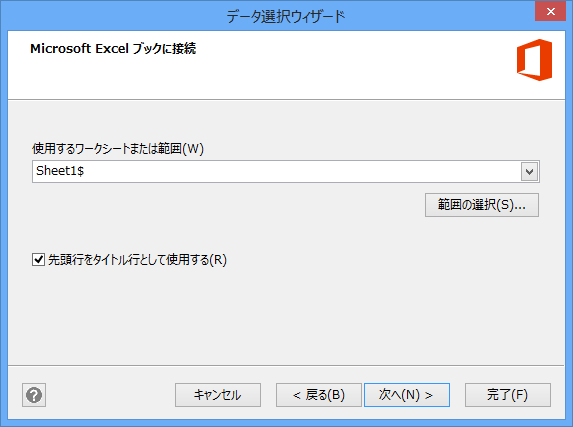 データ選択ウィザード
Microsoft Excel ブックに接続
使用するワークシートまたは範囲(W)
Sheet1$
範囲の選択(S)...
先頭行をタイトル行として使用する(R)
? キャンセル < 戻る(B) 次へ(N) > 完了(F)